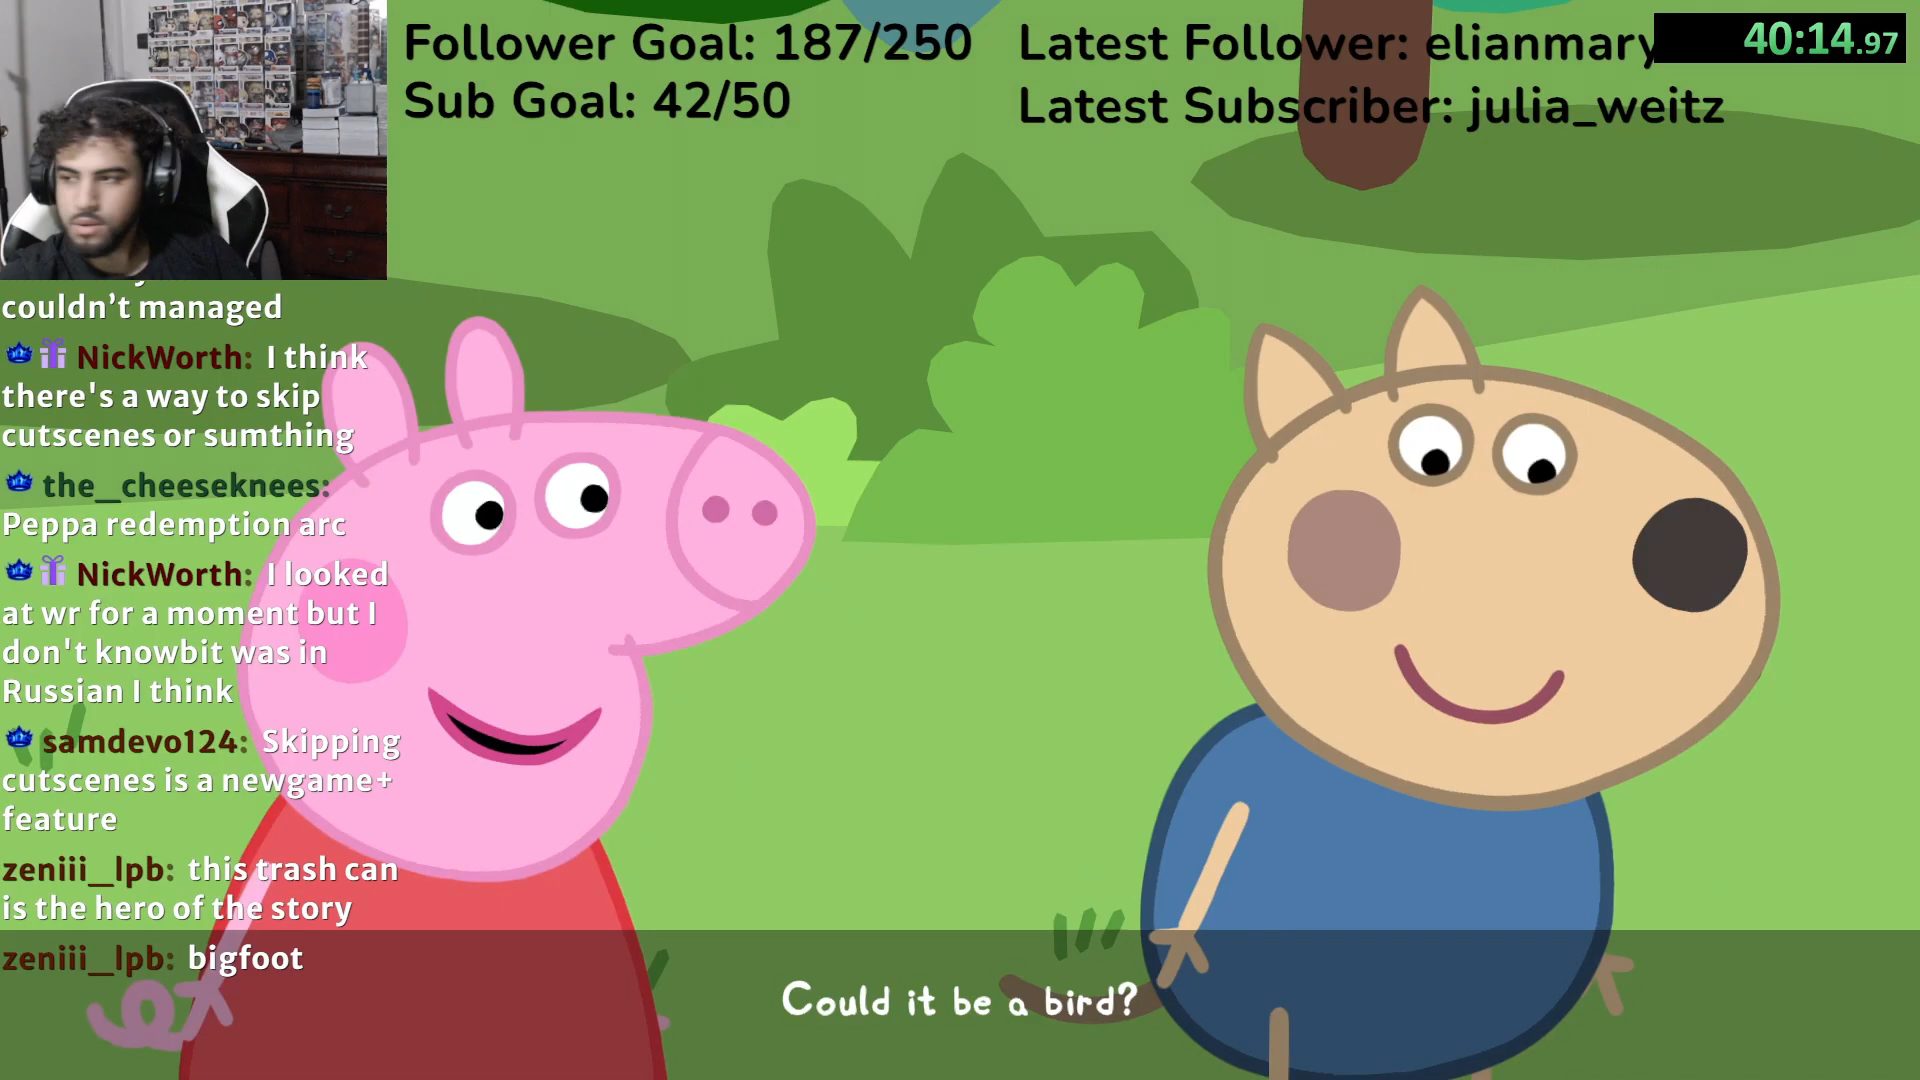 Follower Goal: 187/250
Sub Goal: 42/50
Latest Follower: elianmary
Latest Subscriber: julia_weitz
40:14.97
couldn't managed
NickWorth: I think
there's a way to skip
cutscenes or sumthing
the_cheeseknees:
Peppa redemption arc
NickWorth: I looked
at wr for a moment but I
don't knowbit was in
Russian I think
samdevo124: Skipping
cutscenes is a newgame+
feature
zeniii_lpb: this trash can
is the hero of the story
zeniii_lpb: bigfoot
Could it be a bird?